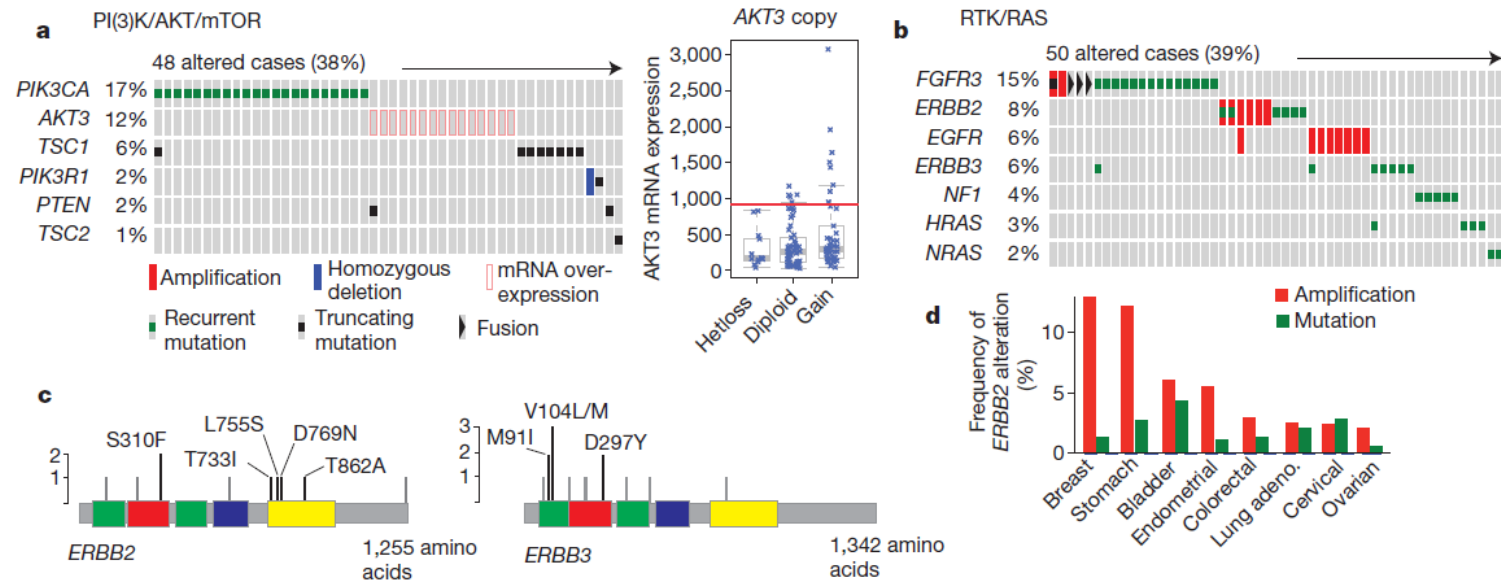 a
PI(3)K/AKT/mTOR
48 altered cases (38%)
PIK3CA 17%
AKT3 12%
TSC1 6%
PIK3R1 2%
PTEN 2%
TSC2 1%
Amplification
Homozygous
deletion
mRNA over-
expression
Recurrent
mutation
Truncating
mutation
Fusion
AKT3 copy
AKT3 mRNA expression
3,000
2,500
2,000
1,500
1,000
500
0
Hetloss
Diploid
Gain
b
RTK/RAS
50 altered cases (39%)
FGFR3 15%
ERBB2 8%
EGFR 6%
ERBB3 6%
NF1 4%
HRAS 3%
NRAS 2%
c
2
1
S310F
T733I
L755S
D769N
T862A
ERBB2
1,255 amino
acids
3
2
1
M91I
V104L/M
D297Y
ERBB3
1,342 amino
acids
d
Amplification
Mutation
Frequency of
ERBB2 alteration
(%)
10
5
0
Breast
Stomach
Bladder
Endometrial
Colorectal
Lung adeno.
Cervical
Ovarian